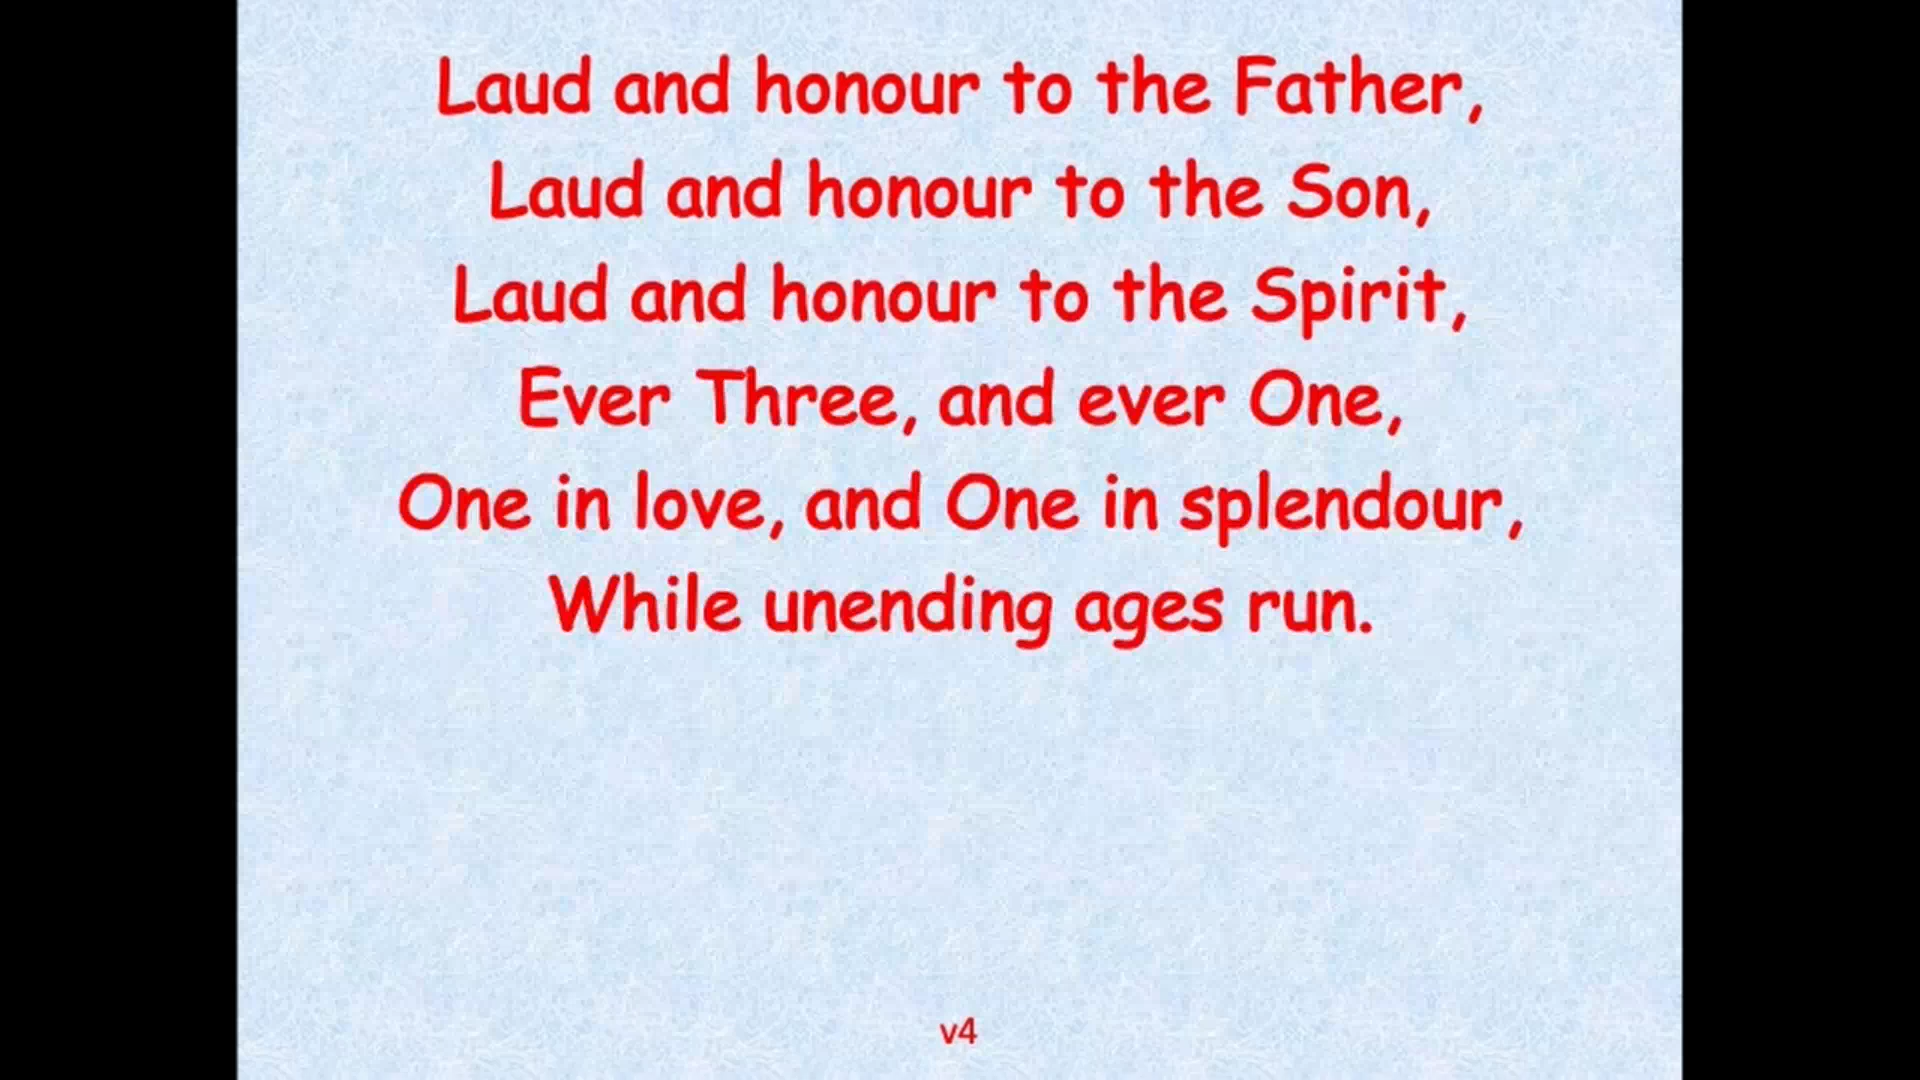 Laud and honour to the Father,
Laud and honour to the Son,
Laud and honour to the Spirit,
Ever Three, and ever One,
One in love, and One in splendour,
While unending ages run.
v4